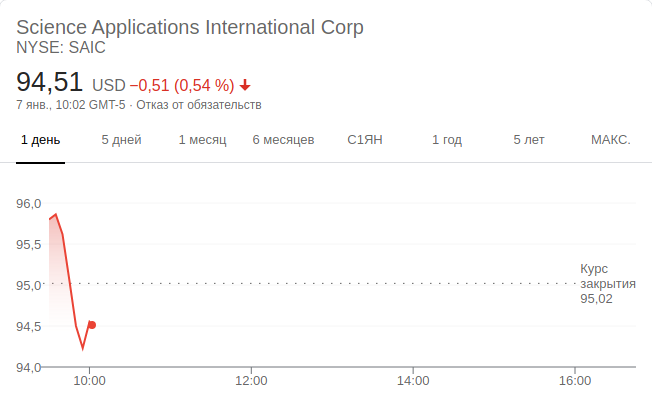 Science Applications International Corp
NYSE: SAIC
94,51 USD −0,51 (0,54 %)
7 янв., 10:02 GMT-5 · Отказ от обязательств
1 день 5 дней 1 месяц 6 месяцев С1ЯН 1 год 5 лет МАКС.
96,0
95,5
Курс
95,0 закрытия
95,02
94,5
94,0
10:00 12:00 14:00 16:00